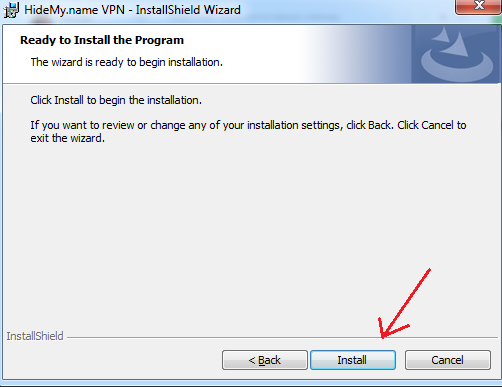 HideMy.name VPN - InstallShield Wizard
Ready to Install the Program
The wizard is ready to begin installation.
Click Install to begin the installation.
If you want to review or change any of your installation settings, click Back. Click Cancel to
exit the wizard.
InstallShield
< Back
Install
Cancel